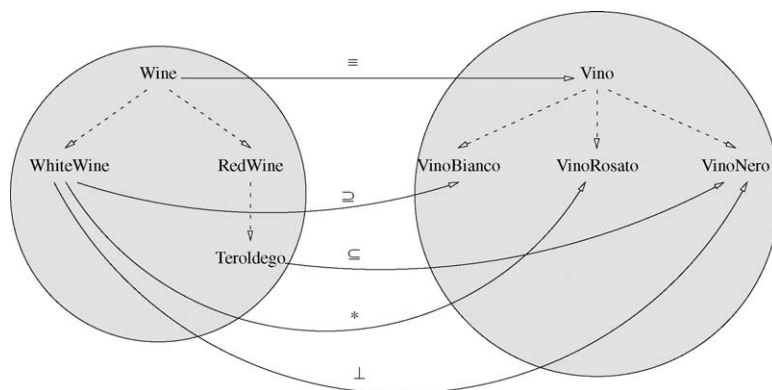 ≡
Wine Vino
WhiteWine RedWine VinoBianco VinoRosato VinoNero
⊇
Teroldego ⊆
*
⊥